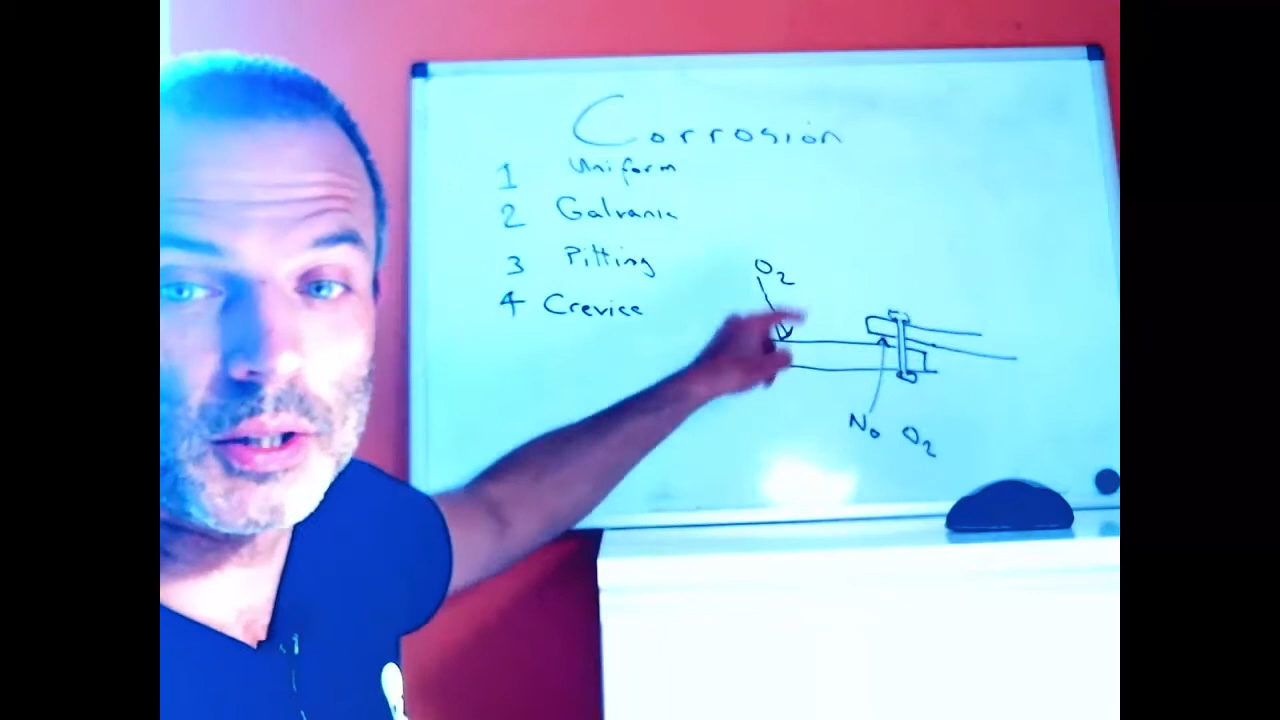 Corrosion
1 Uniform
2 Galvanic
3 Pitting
4 Crevice
O2
No O2